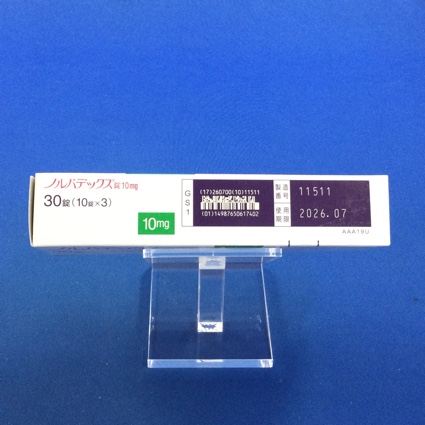 ノルバデックス錠10mg
30錠(10錠×3)
10mg
GS1
(17)260700(10)11511
(01)14987650617402
製造番号 11511
使用期限 2026.07
AAA19U